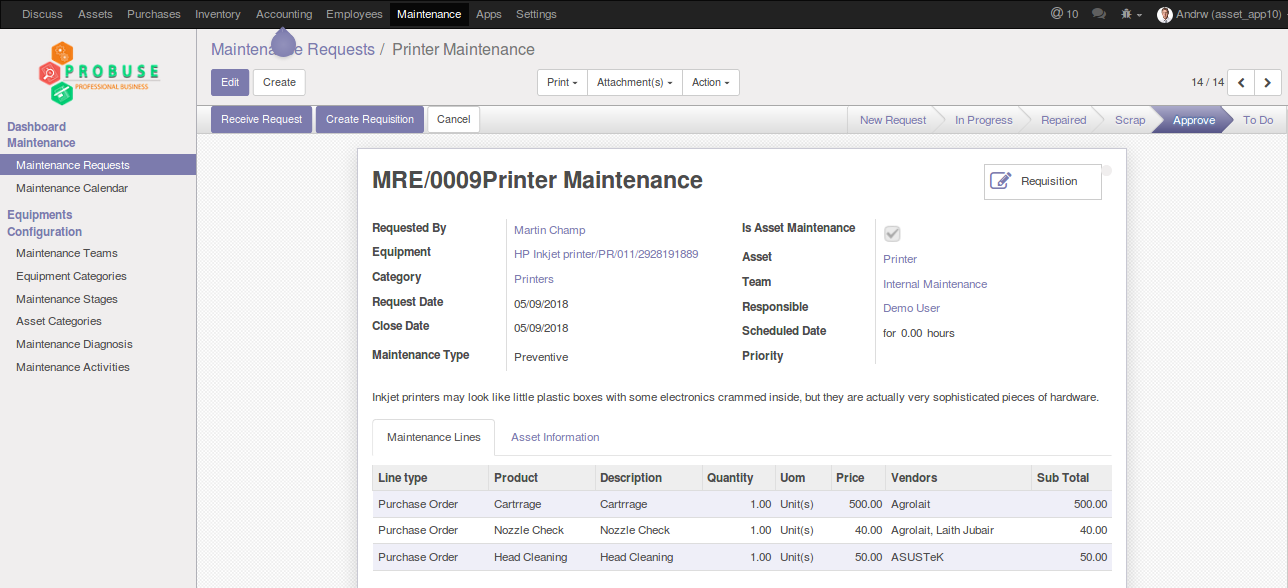 Discuss Assets Purchases Inventory Accounting Employees Maintenance Apps Settings @ 10 Andrw (asset_app10)
PROBUSE
PROFESSIONAL BUSINESS
Maintenance Requests / Printer Maintenance
Edit Create Print Attachment(s) Action 14 / 14
Receive Request Create Requisition Cancel New Request In Progress Repaired Scrap Approve To Do
Dashboard
Maintenance
Maintenance Requests
Maintenance Calendar
Equipments
Configuration
Maintenance Teams
Equipment Categories
Maintenance Stages
Asset Categories
Maintenance Diagnosis
Maintenance Activities
MRE/0009Printer Maintenance
Requisition
Requested By Martin Champ
Equipment HP Inkjet printer/PR/011/2928191889
Category Printers
Request Date 05/09/2018
Close Date 05/09/2018
Maintenance Type Preventive
Is Asset Maintenance
Asset Printer
Team Internal Maintenance
Responsible Demo User
Scheduled Date for 0.00 hours
Priority
Inkjet printers may look like little plastic boxes with some electronics crammed inside, but they are actually very sophisticated pieces of hardware.
Maintenance Lines Asset Information
Line type Product Description Quantity Uom Price Vendors Sub Total
Purchase Order Cartrrage Cartrrage 1.00 Unit(s) 500.00 Agrolait 500.00
Purchase Order Nozzle Check Nozzle Check 1.00 Unit(s) 40.00 Agrolait, Laith Jubair 40.00
Purchase Order Head Cleaning Head Cleaning 1.00 Unit(s) 50.00 ASUSTeK 50.00